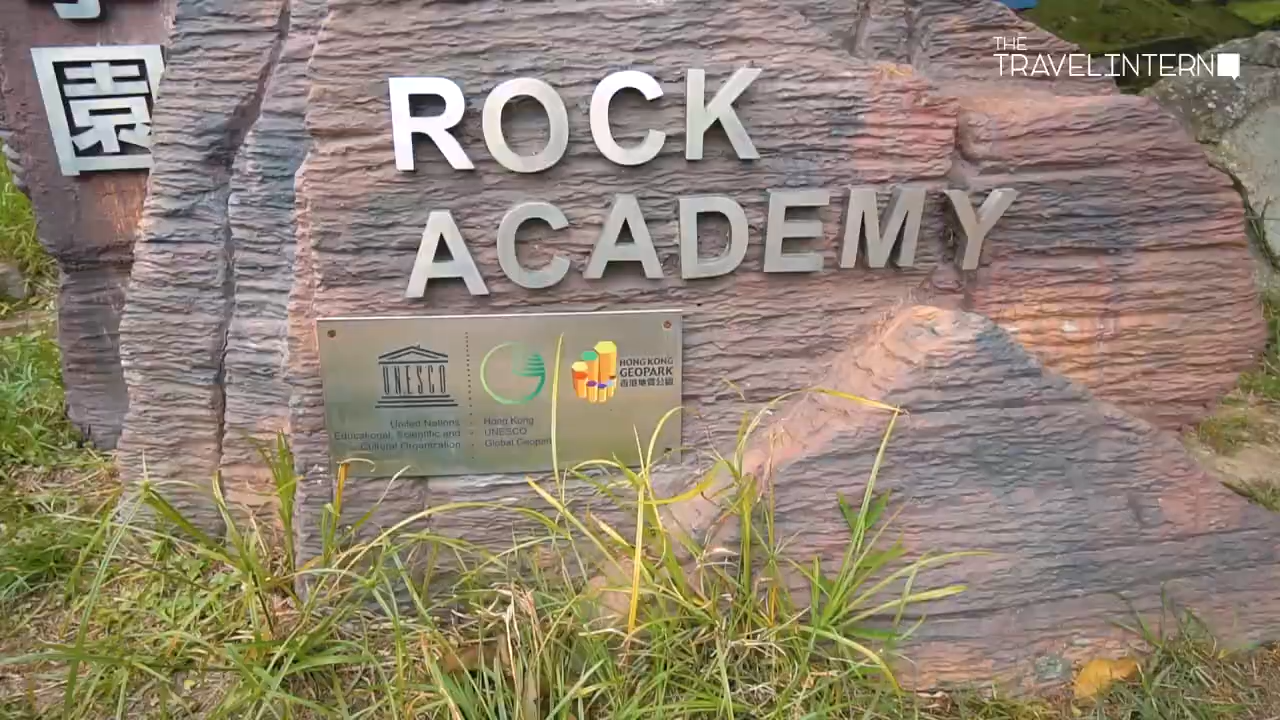 園
THE
TRAVELINTERN
ROCK
ACADEMY
UNESCO
United Nations
Educational, Scientific and
Cultural Organization
Hong Kong
UNESCO
Global Geopark
HONG KONG
GEOPARK
香港地質公園